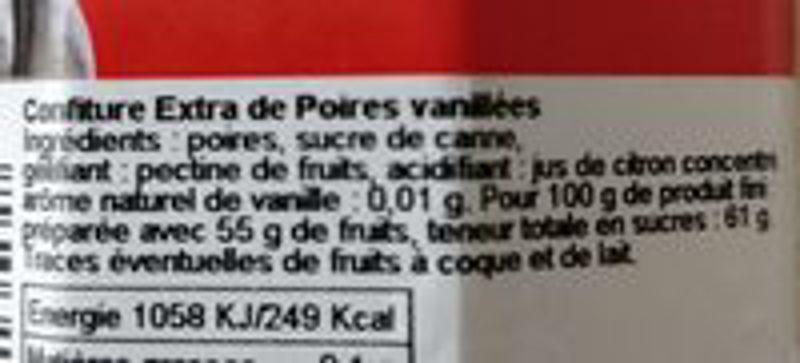 Confiture Extra de Poires vanillées
Ingrédients : poires, sucre de canne,
gélifiant : pectine de fruits, acidifiant : jus de citron concentré
arôme naturel de vanille : 0,01 g. Pour 100 g de produit fini
préparée avec 55 g de fruits, teneur totale en sucres : 61 g
Traces éventuelles de fruits à coque et de lait.
Energie 1058 KJ/249 Kcal